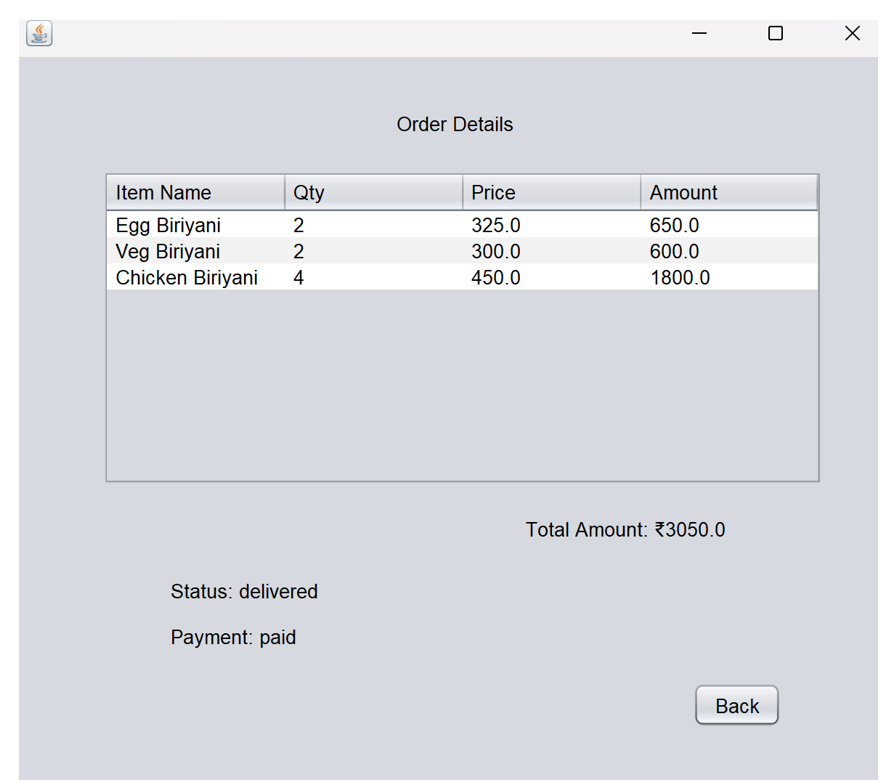 Order Details
Item Name Qty Price Amount
Egg Biriyani 2 325.0 650.0
Veg Biriyani 2 300.0 600.0
Chicken Biriyani 4 450.0 1800.0
Total Amount: ₹3050.0
Status: delivered
Payment: paid
Back